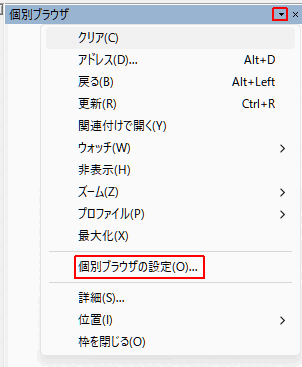 個別ブラウザ
クリア(C)
アドレス(D)... Alt+D
戻る(B) Alt+Left
更新(R) Ctrl+R
関連付けで開く(Y)
ウォッチ(W)
非表示(H)
ズーム(Z)
プロファイル(P)
最大化(X)
個別ブラウザの設定(O)...
詳細(S)...
位置(I)
枠を閉じる(O)